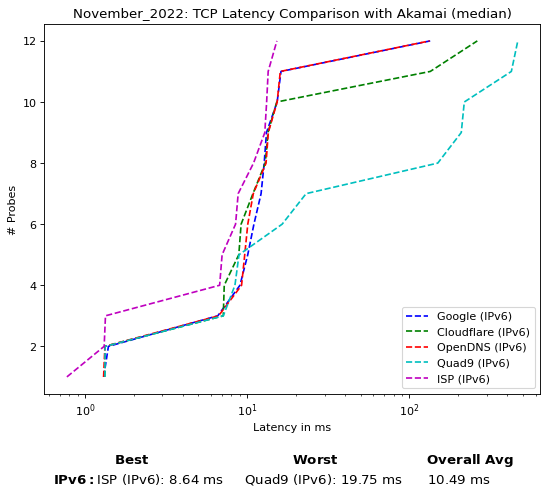 November_2022: TCP Latency Comparison with Akamai (median)
12
10
8
6
4
2
# Probes
Google (IPv6)
Cloudflare (IPv6)
OpenDNS (IPv6)
Quad9 (IPv6)
ISP (IPv6)
10⁰ 10¹ 10²
Latency in ms
Best Worst Overall Avg
IPv6: ISP (IPv6): 8.64 ms Quad9 (IPv6): 19.75 ms 10.49 ms